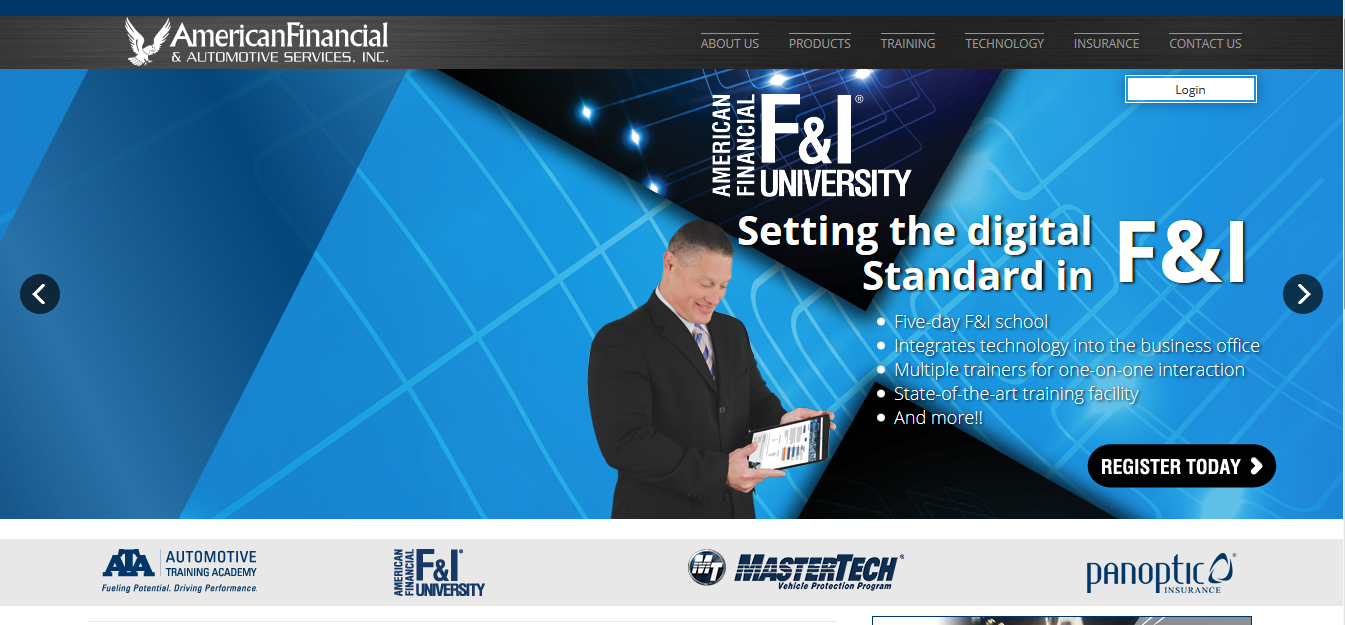 AmericanFinancial
& AUTOMOTIVE SERVICES, INC.
ABOUT US
PRODUCTS
TRAINING
TECHNOLOGY
INSURANCE
CONTACT US
Login
AMERICAN
FINANCIAL
F&I®
UNIVERSITY
Setting the digital
Standard in
F&I
Five-day F&I school
Integrates technology into the business office
Multiple trainers for one-on-one interaction
State-of-the-art training facility
And more!!
REGISTER TODAY
ATA
AUTOMOTIVE
TRAINING ACADEMY
Fueling Potential. Driving Performance.
AMERICAN
FINANCIAL
F&I®
UNIVERSITY
MT
MASTERTECH®
Vehicle Protection Program
panoptic®
INSURANCE